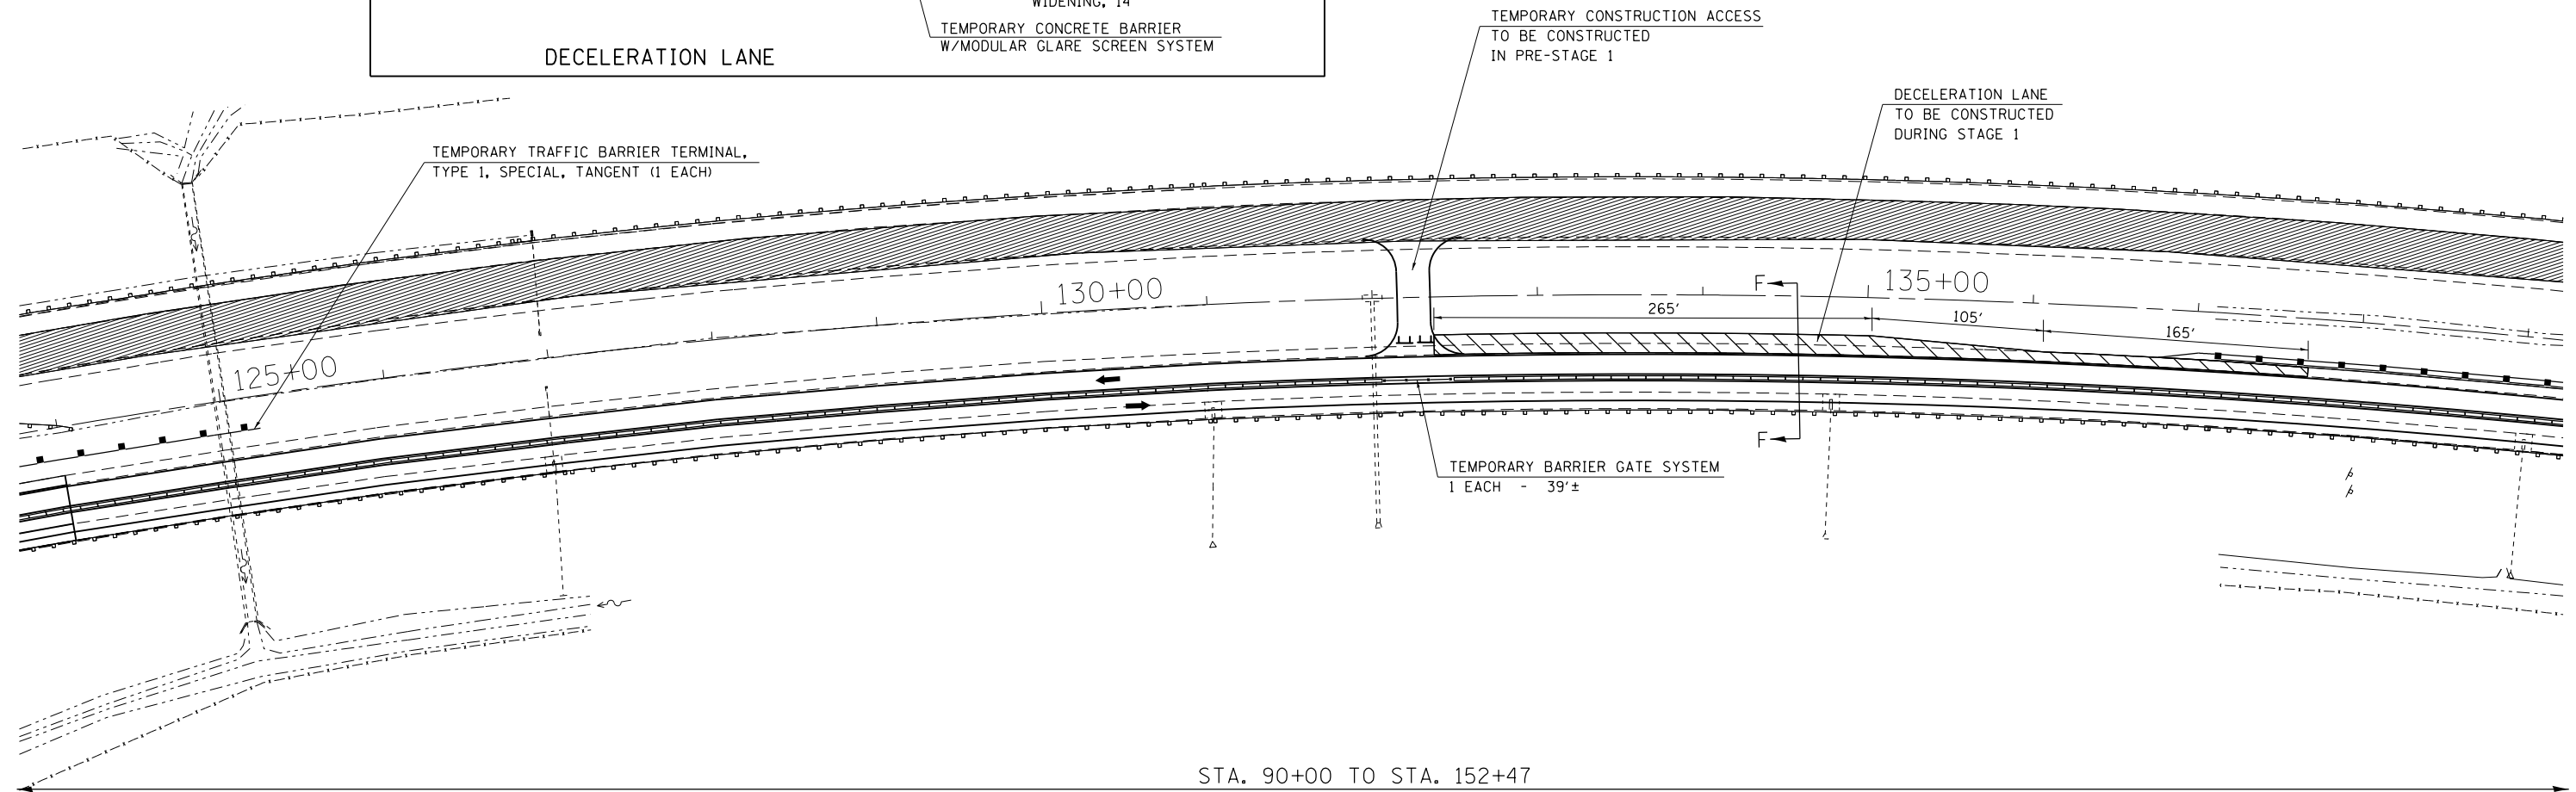 WIDENING, 14
TEMPORARY CONCRETE BARRIER
W/MODULAR GLARE SCREEN SYSTEM
DECELERATION LANE
TEMPORARY CONSTRUCTION ACCESS
TO BE CONSTRUCTED
IN PRE-STAGE 1
DECELERATION LANE
TO BE CONSTRUCTED
DURING STAGE 1
TEMPORARY TRAFFIC BARRIER TERMINAL,
TYPE 1, SPECIAL, TANGENT (1 EACH)
125+00
130+00
135+00
F
265'
105'
165'
F
TEMPORARY BARRIER GATE SYSTEM
1 EACH - 39'±
STA. 90+00 TO STA. 152+47